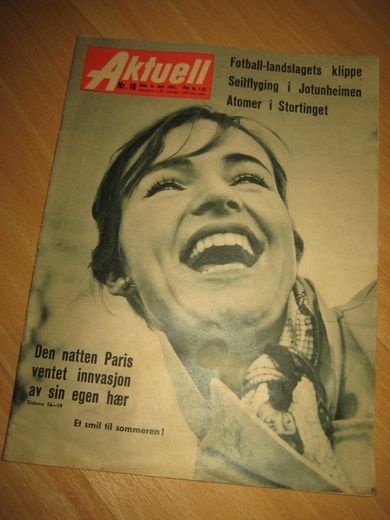 Aktuell
Nr. 18
Fotball-landslagets klippe
Seilflyging i Jotunheimen
Atomer i Stortinget
Den natten Paris
ventet innvasjon
av sin egen hær
Sidene 16—19
Et smil til sommeren!